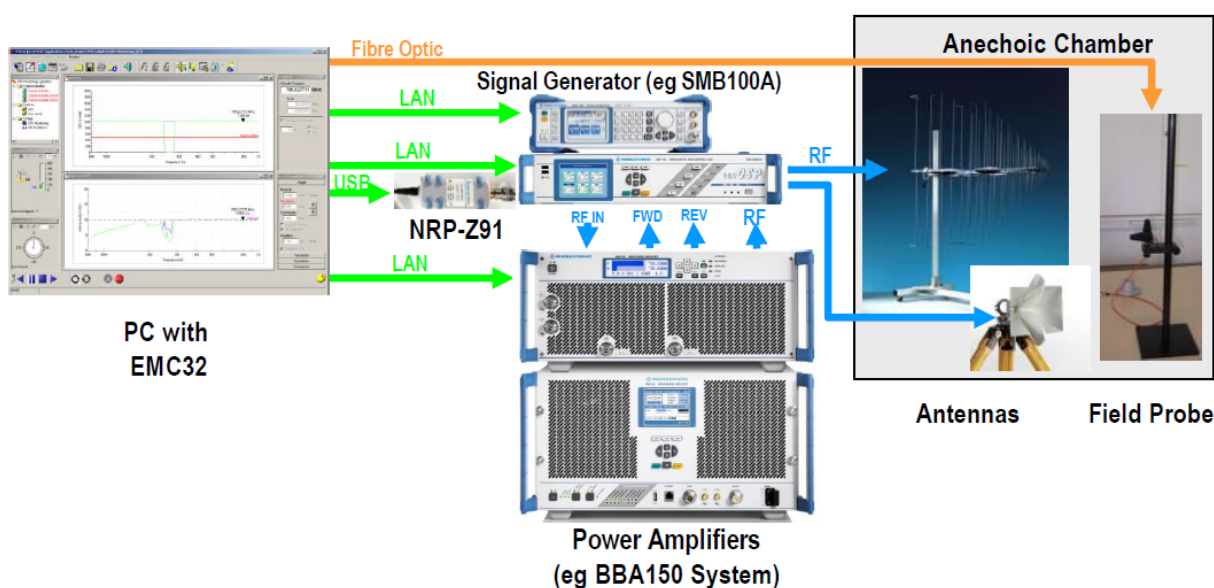 Fibre Optic
Anechoic Chamber
Signal Generator (eg SMB100A)
LAN
LAN
RF
USB
NRP-Z91
RF IN
FWD
REV
RF
LAN
PC with
EMC32
Antennas
Field Probe
Power Amplifiers
(eg BBA150 System)